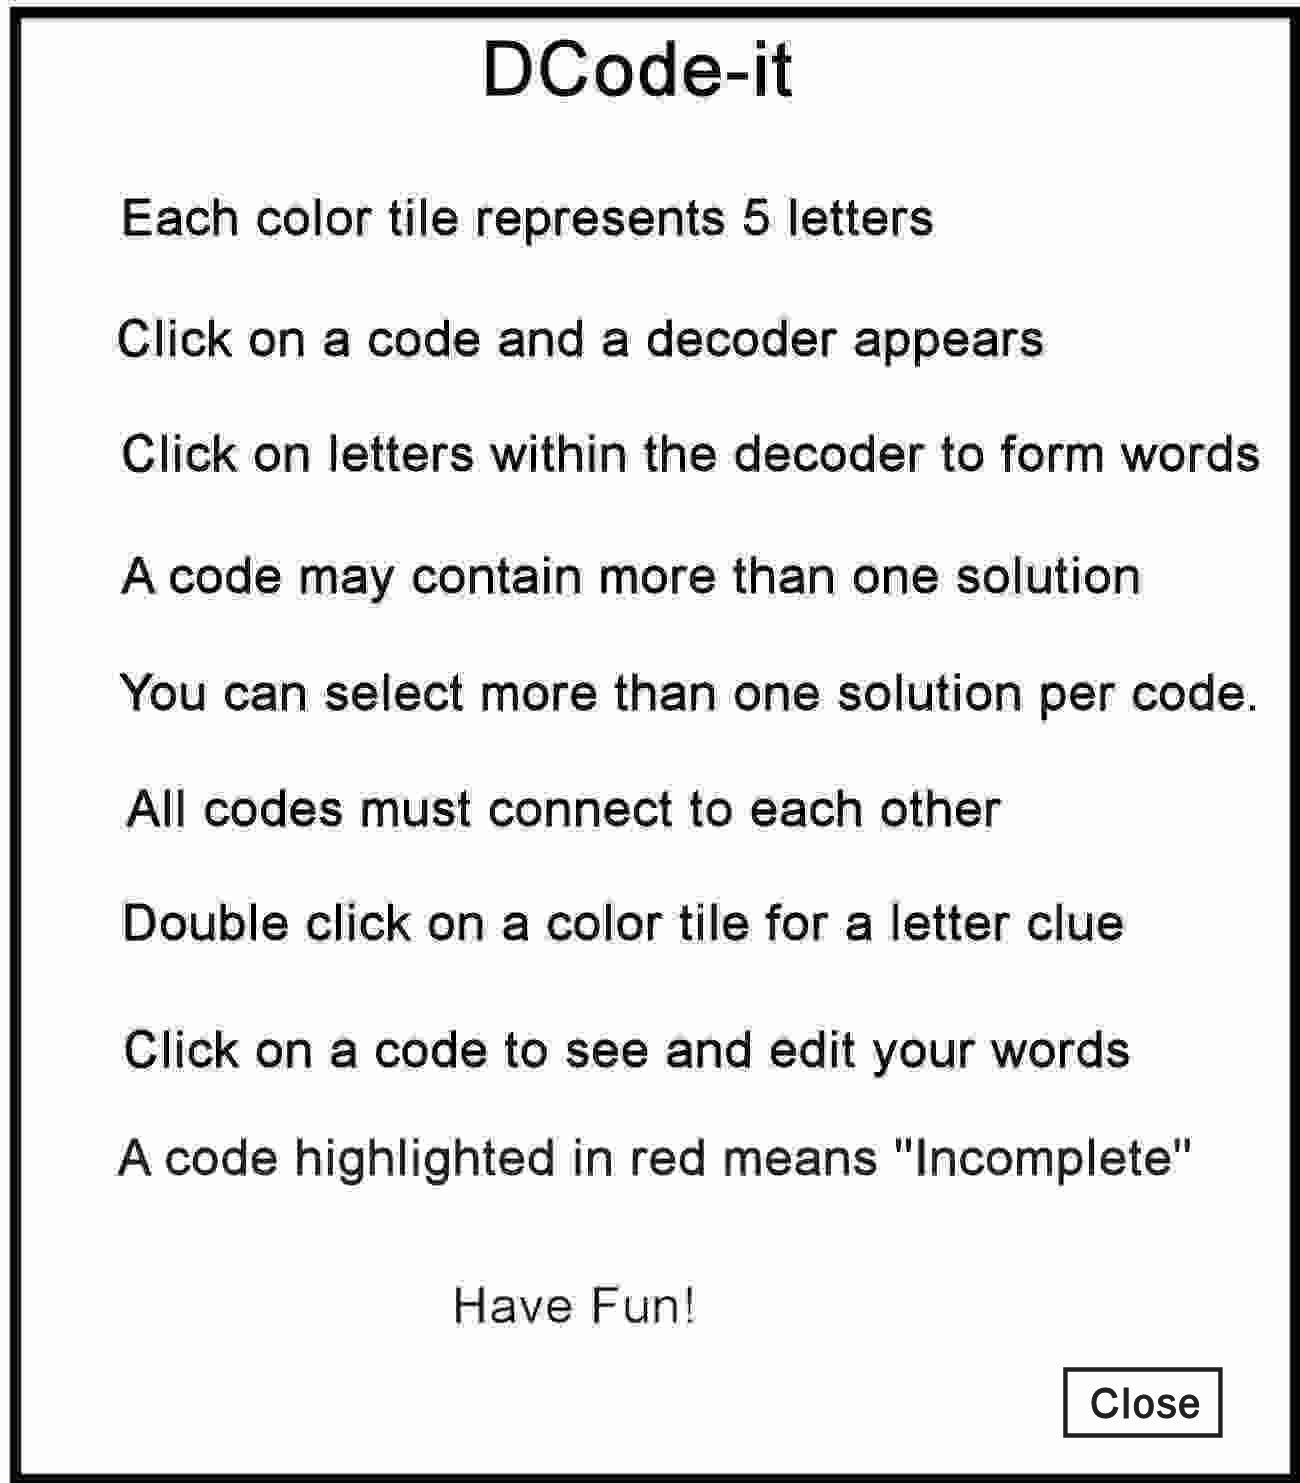 DCode-it
Each color tile represents 5 letters
Click on a code and a decoder appears
Click on letters within the decoder to form words
A code may contain more than one solution
You can select more than one solution per code.
All codes must connect to each other
Double click on a color tile for a letter clue
Click on a code to see and edit your words
A code highlighted in red means "Incomplete"
Have Fun!
Close